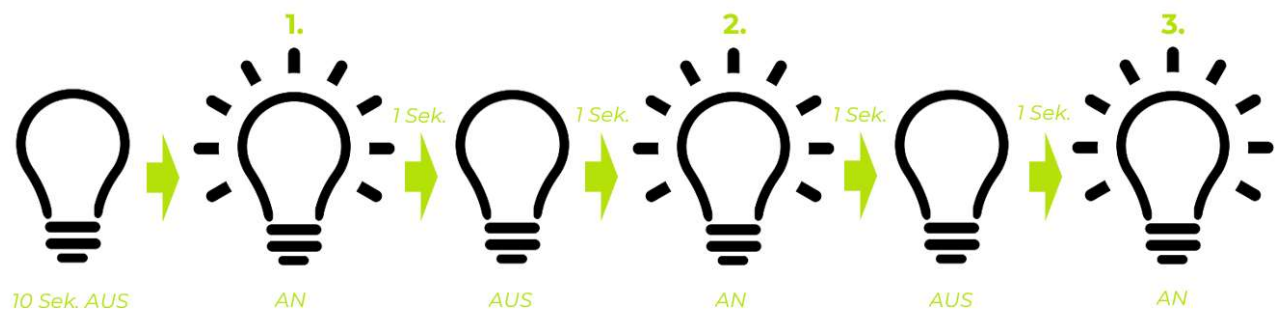 1. 2. 3.
1 Sek. 1 Sek. 1 Sek. 1 Sek.
10 Sek. AUS AN AUS AN AUS AN